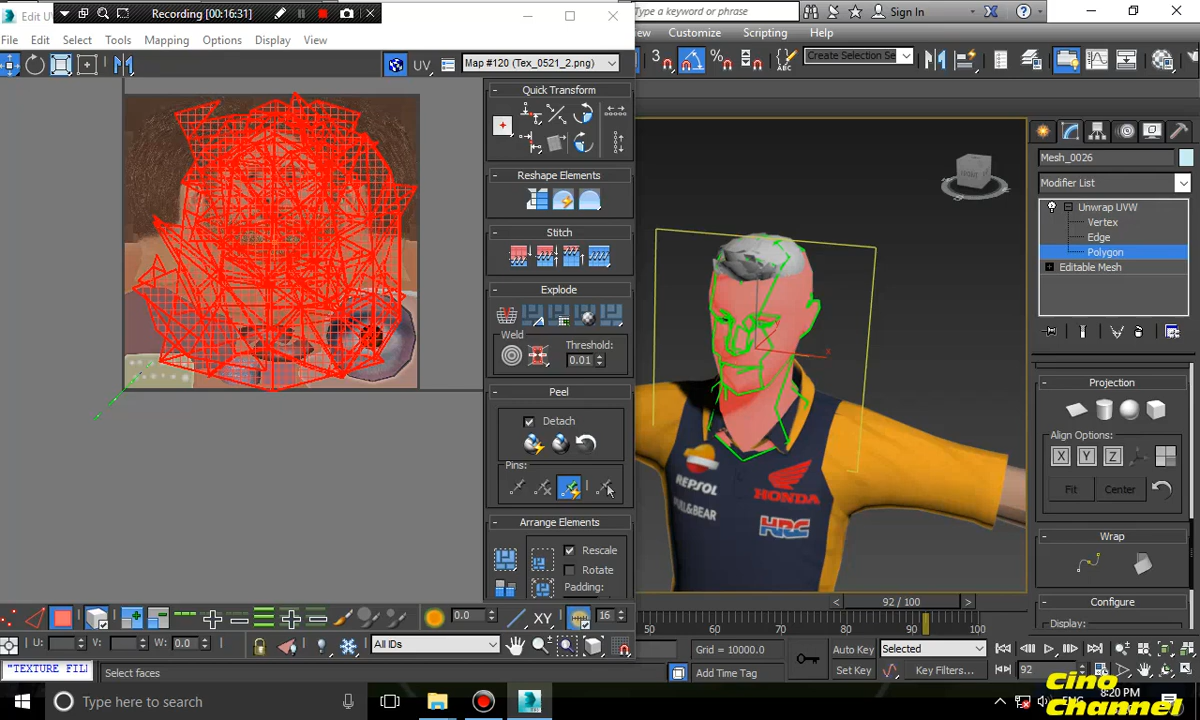 Edit UV
Recording [00:16:31]
Type a keyword or phrase
Sign In
File Edit Select Tools Mapping Options Display View
Customize Scripting Help
UV
Map #120 (Tex_0521_2.png)
3
Create Selection Se
Quick Transform
Reshape Elements
Stitch
Explode
Weld
Threshold:
0.01
Peel
Detach
Pins:
Arrange Elements
Rescale
Rotate
Padding:
REPSOL
PULL&BEAR
HONDA
HRC
x
Mesh_0026
Modifier List
Unwrap UVW
Vertex
Edge
Polygon
Editable Mesh
Projection
Align Options:
X Y Z
Fit Center
Wrap
Configure
Display:
92 / 100
50 60 70 80 90 100
0.0
XY
16
U: V: W: 0.0
All IDs
Grid = 10000.0
Auto Key Selected
"TEXTURE FIL
Select faces
Add Time Tag
Set Key Key Filters...
92
Type here to search
ENG
8:20 PM
Cino
Channel